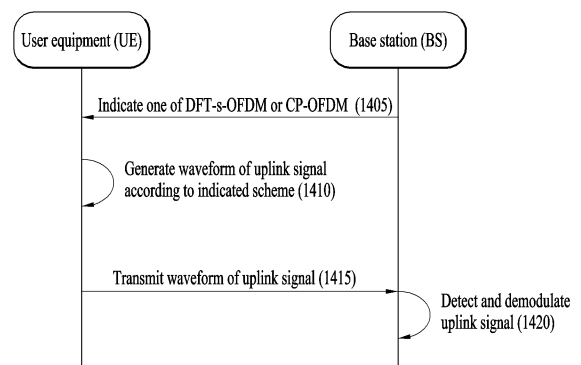 User equipment (UE)
Base station (BS)
Indicate one of DFT-s-OFDM or CP-OFDM (1405)
Generate waveform of uplink signal
according to indicated scheme (1410)
Transmit waveform of uplink signal (1415)
Detect and demodulate
uplink signal (1420)